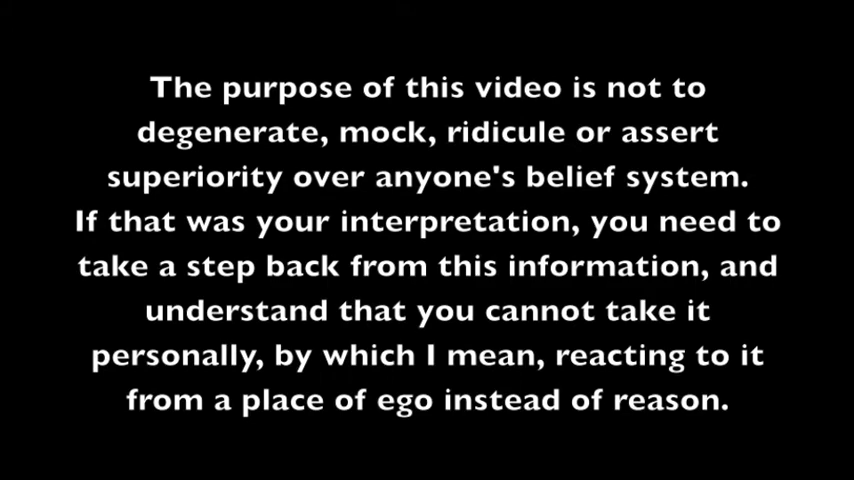 The purpose of this video is not to
degenerate, mock, ridicule or assert
superiority over anyone's belief system.
If that was your interpretation, you need to
take a step back from this information, and
understand that you cannot take it
personally, by which I mean, reacting to it
from a place of ego instead of reason.